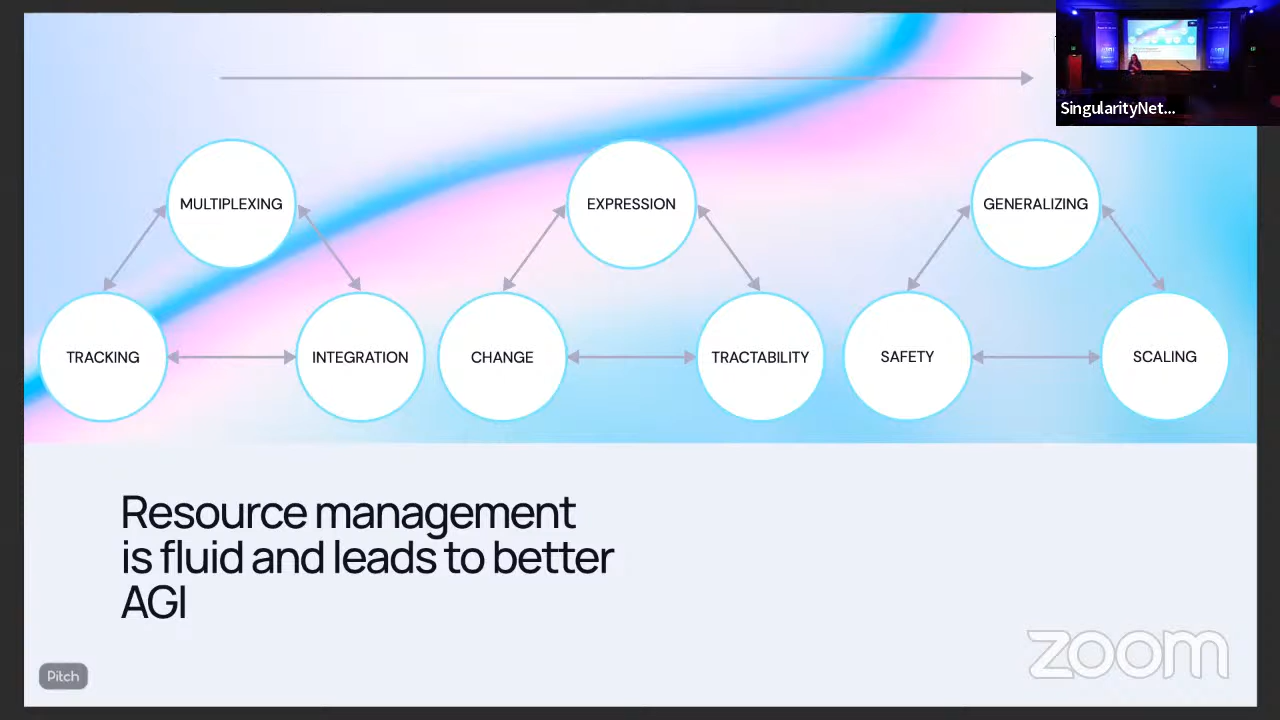 SingularityNet...
MULTIPLEXING
EXPRESSION
GENERALIZING
TRACKING
INTEGRATION
CHANGE
TRACTABILITY
SAFETY
SCALING
Resource management
is fluid and leads to better
AGI
Pitch
zoom